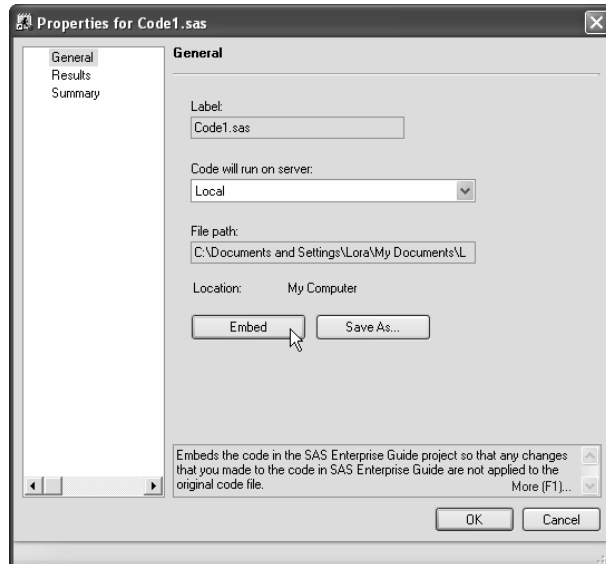 Properties for Code1.sas
General
Results
Summary
General
Label:
Code1.sas
Code will run on server:
Local
File path:
C:\Documents and Settings\Lora\My Documents\L
Location: My Computer
Embed Save As...
Embeds the code in the SAS Enterprise Guide project so that any changes
that you made to the code in SAS Enterprise Guide are not applied to the
original code file. More (F1)...
OK Cancel